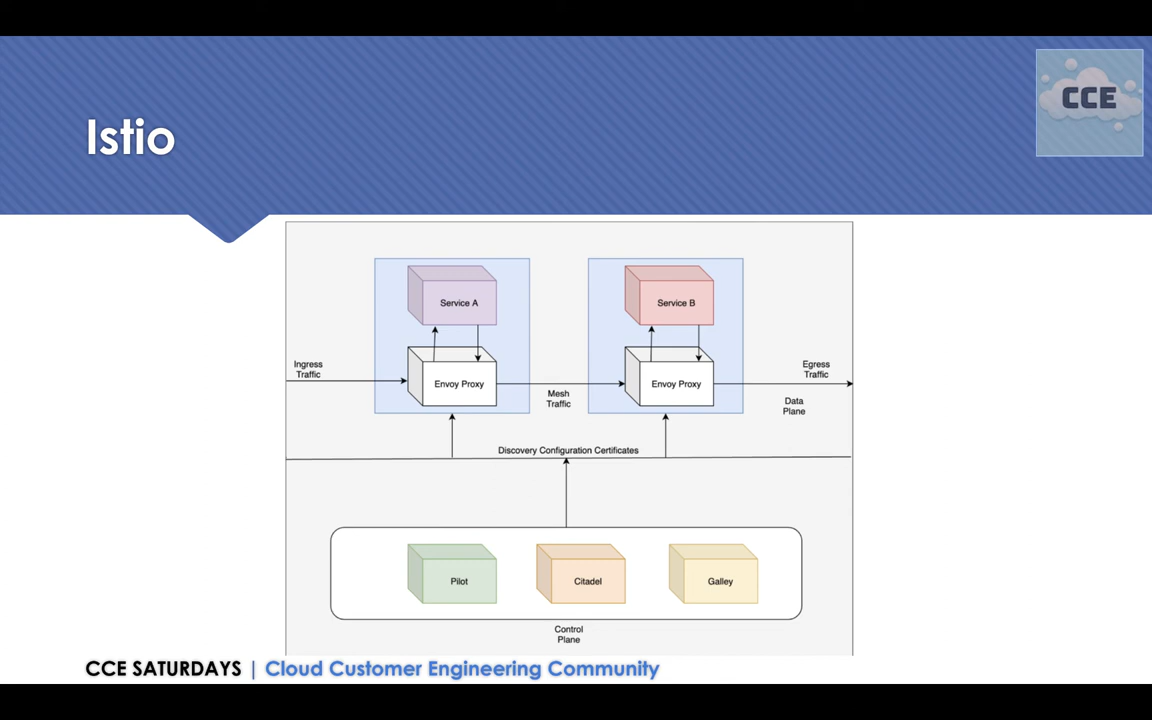 CCE
Istio
Service A
Service B
Ingress
Traffic
Envoy Proxy
Mesh
Traffic
Envoy Proxy
Egress
Traffic
Data
Plane
Discovery Configuration Certificates
Pilot
Citadel
Galley
Control
Plane
CCE SATURDAYS | Cloud Customer Engineering Community